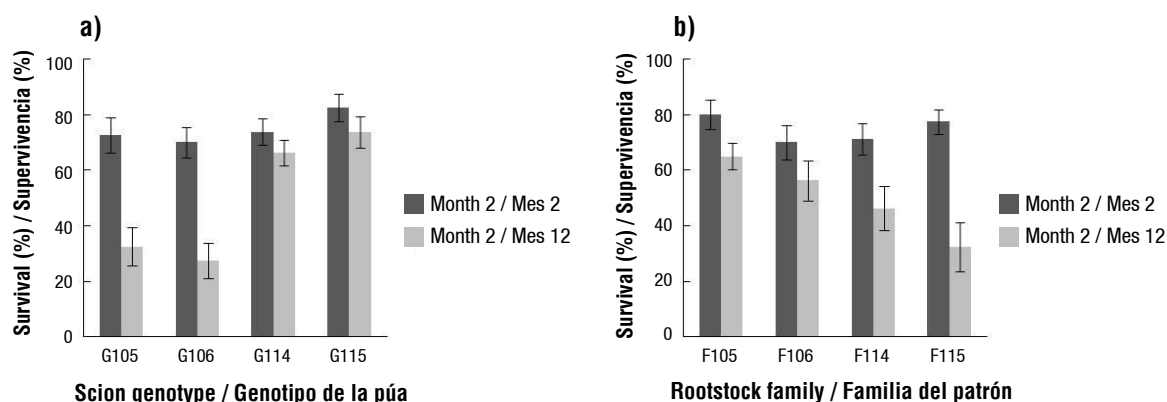 a)
Survival (%) / Supervivencia (%)
100
80
60
40
20
0
G105 G106 G114 G115
Scion genotype / Genotipo de la púa
Month 2 / Mes 2
Month 2 / Mes 12
b)
Survival (%) / Supervivencia (%)
100
80
60
40
20
0
F105 F106 F114 F115
Rootstock family / Familia del patrón
Month 2 / Mes 2
Month 2 / Mes 12